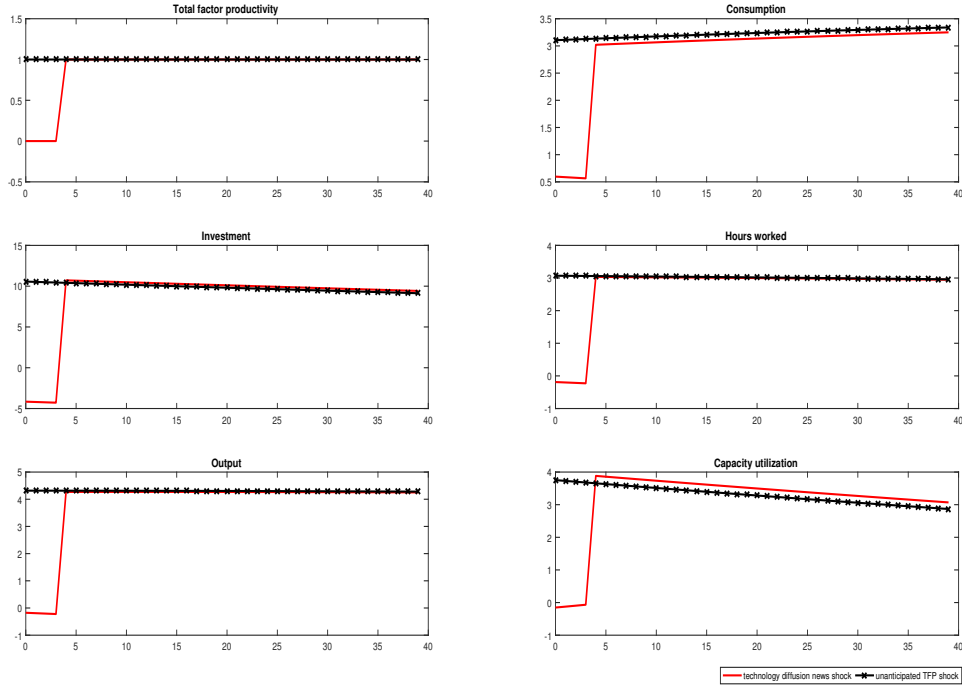 Total factor productivity
1.5
1
0.5
0
-0.5
0 5 10 15 20 25 30 35 40
Consumption
3.5
3
2.5
2
1.5
1
0.5
0 5 10 15 20 25 30 35 40
Investment
15
10
5
0
-5
0 5 10 15 20 25 30 35 40
Hours worked
4
3
2
1
0
-1
0 5 10 15 20 25 30 35 40
Output
5
4
3
2
1
0
-1
0 5 10 15 20 25 30 35 40
Capacity utilization
4
3
2
1
0
-1
0 5 10 15 20 25 30 35 40
technology diffusion news shock unanticipated TFP shock